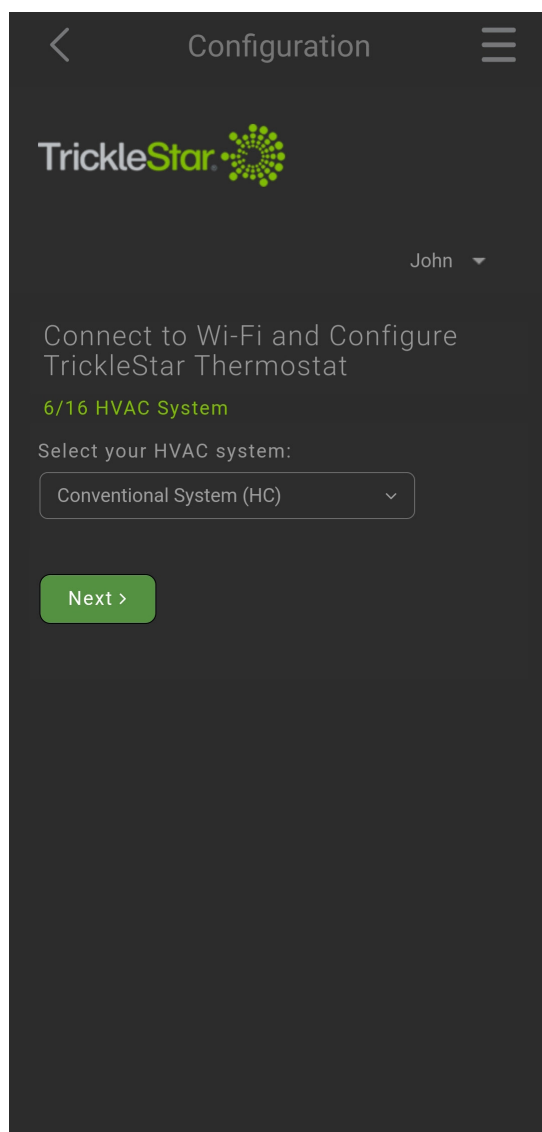 Configuration
TrickleStar®
John
Connect to Wi-Fi and Configure
TrickleStar Thermostat
6/16 HVAC System
Select your HVAC system:
Conventional System (HC)
Next >